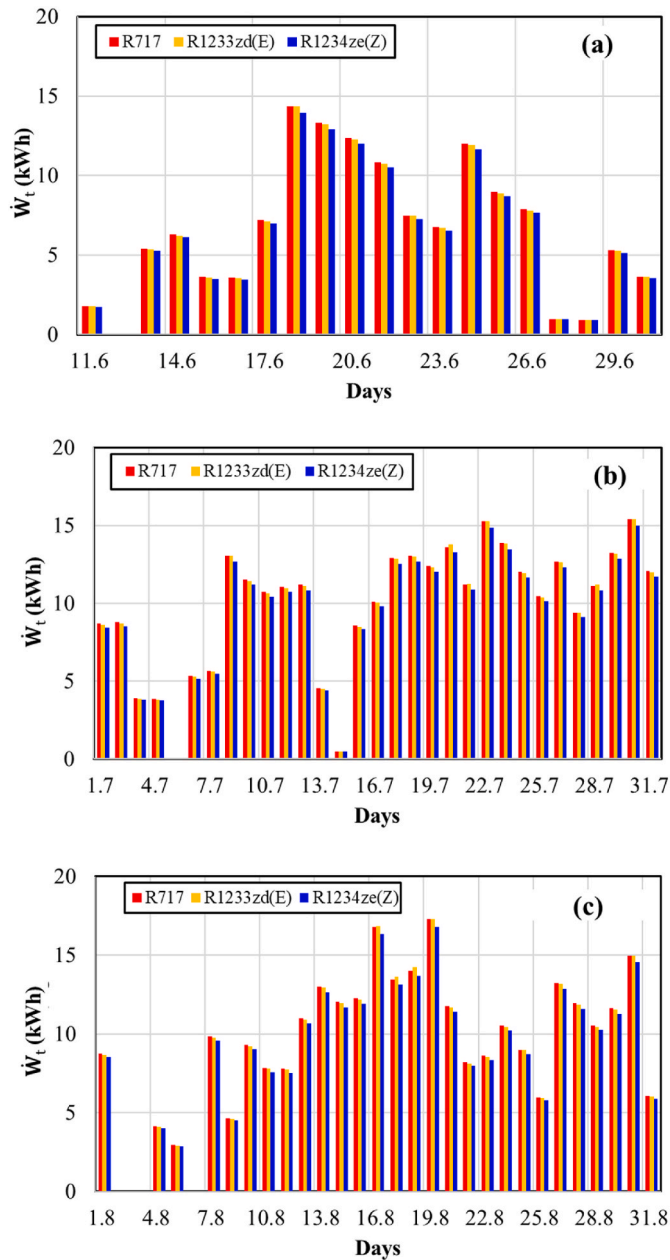 20
R717 R1233zd(E) R1234ze(Z)
(a)
15
10
5
0
Ẇt (kWh)
11.6 14.6 17.6 20.6 23.6 26.6 29.6
Days
20
R717 R1233zd(E) R1234ze(Z)
(b)
15
10
5
0
Ẇt (kWh)
1.7 4.7 7.7 10.7 13.7 16.7 19.7 22.7 25.7 28.7 31.7
Days
20
R717 R1233zd(E) R1234ze(Z)
(c)
15
10
5
0
Ẇt (kWh)
1.8 4.8 7.8 10.8 13.8 16.8 19.8 22.8 25.8 28.8 31.8
Days